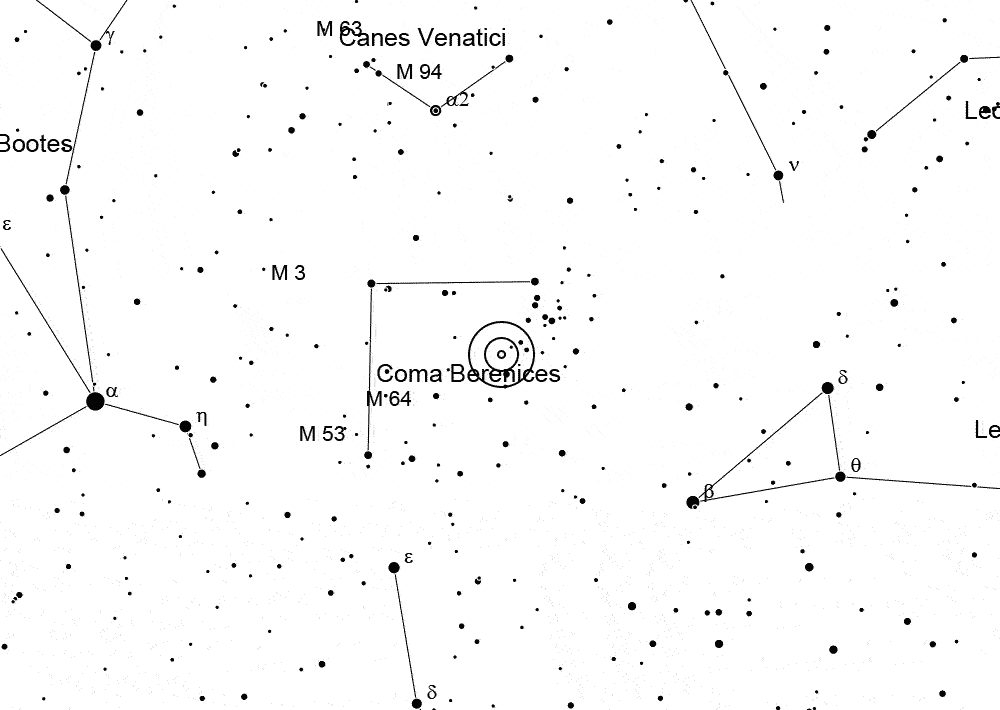 γ
M 63
Canes Venatici
M 94
α2
Leo
Bootes
ν
ε
M 3
Coma Berenices
δ
α
M 64
η
M 53
Le
θ
β
ε
δ